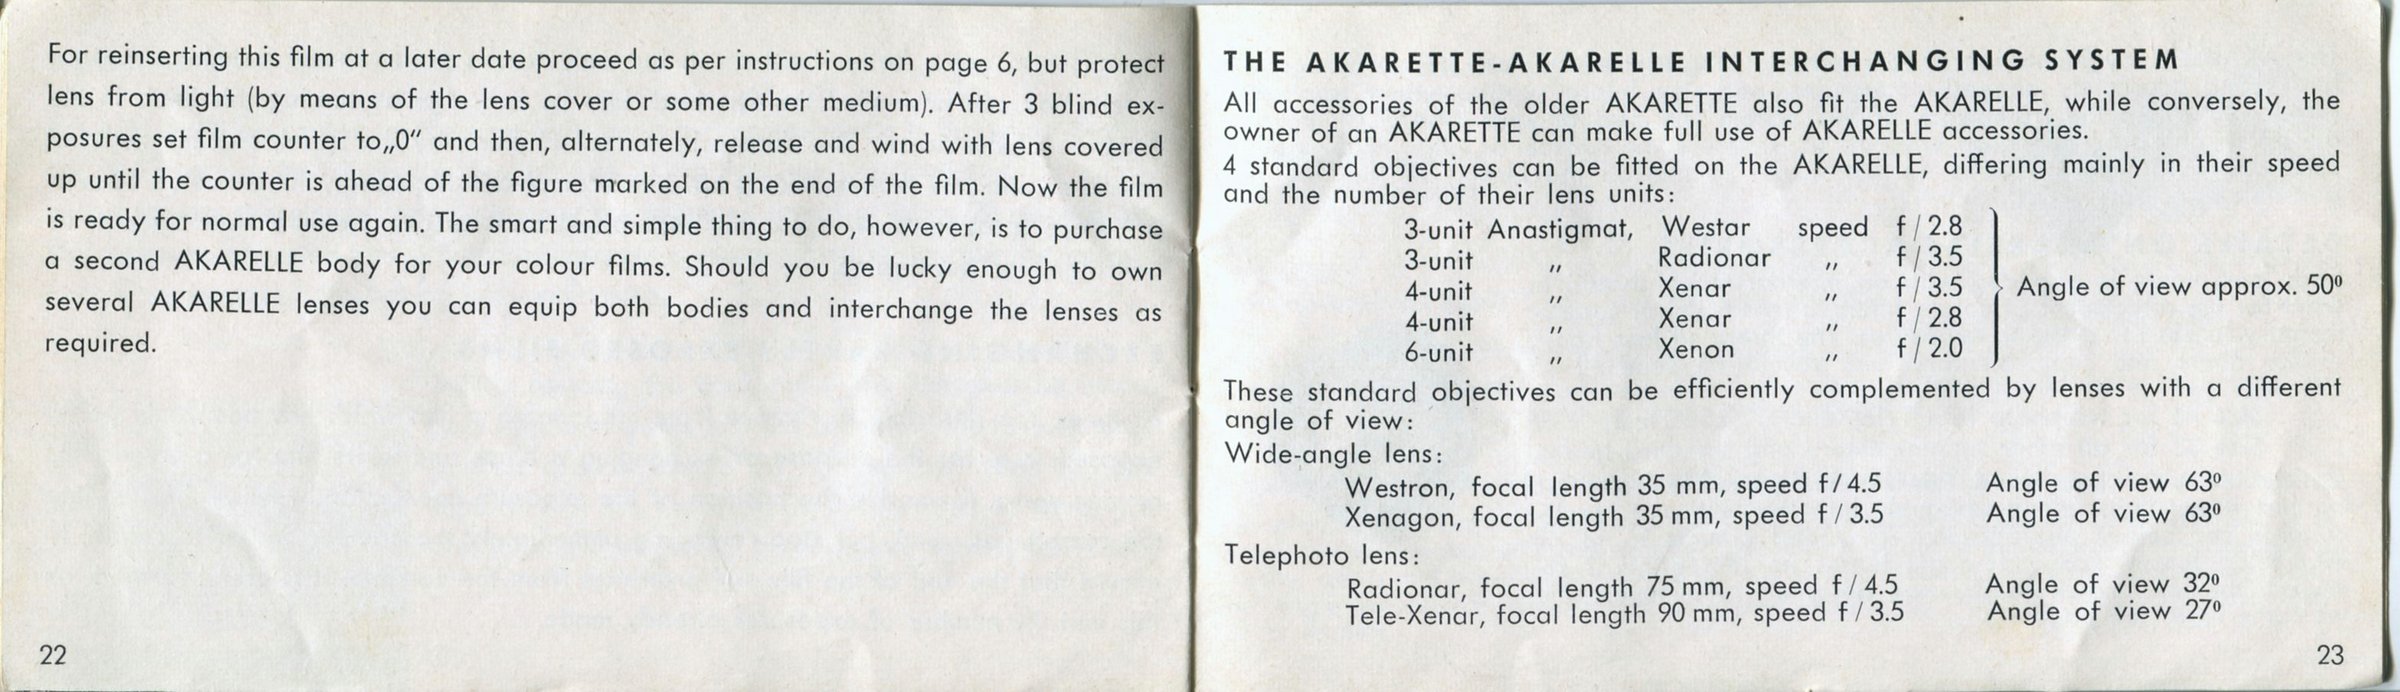 For reinserting this film at a later date proceed as per instructions on page 6, but protect
lens from light (by means of the lens cover or some other medium). After 3 blind ex-
posures set film counter to„0" and then, alternately, release and wind with lens covered
up until the counter is ahead of the figure marked on the end of the film. Now the film
is ready for normal use again. The smart and simple thing to do, however, is to purchase
a second AKARELLE body for your colour films. Should you be lucky enough to own
several AKARELLE lenses you can equip both bodies and interchange the lenses as
required.
22
THE AKARETTE-AKARELLE INTERCHANGING SYSTEM
All accessories of the older AKARETTE also fit the AKARELLE, while conversely, the
owner of an AKARETTE can make full use of AKARELLE accessories.
4 standard objectives can be fitted on the AKARELLE, differing mainly in their speed
and the number of their lens units:
3-unit Anastigmat, Westar speed f/2.8
3-unit „ Radionar „ f/3.5
4-unit „ Xenar „ f/3.5 Angle of view approx. 50⁰
4-unit „ Xenar „ f/2.8
6-unit „ Xenon „ f/2.0
These standard objectives can be efficiently complemented by lenses with a different
angle of view:
Wide-angle lens:
Westron, focal length 35 mm, speed f/4.5 Angle of view 63⁰
Xenagon, focal length 35 mm, speed f/3.5 Angle of view 63⁰
Telephoto lens:
Radionar, focal length 75 mm, speed f/4.5 Angle of view 32⁰
Tele-Xenar, focal length 90 mm, speed f/3.5 Angle of view 27⁰
23